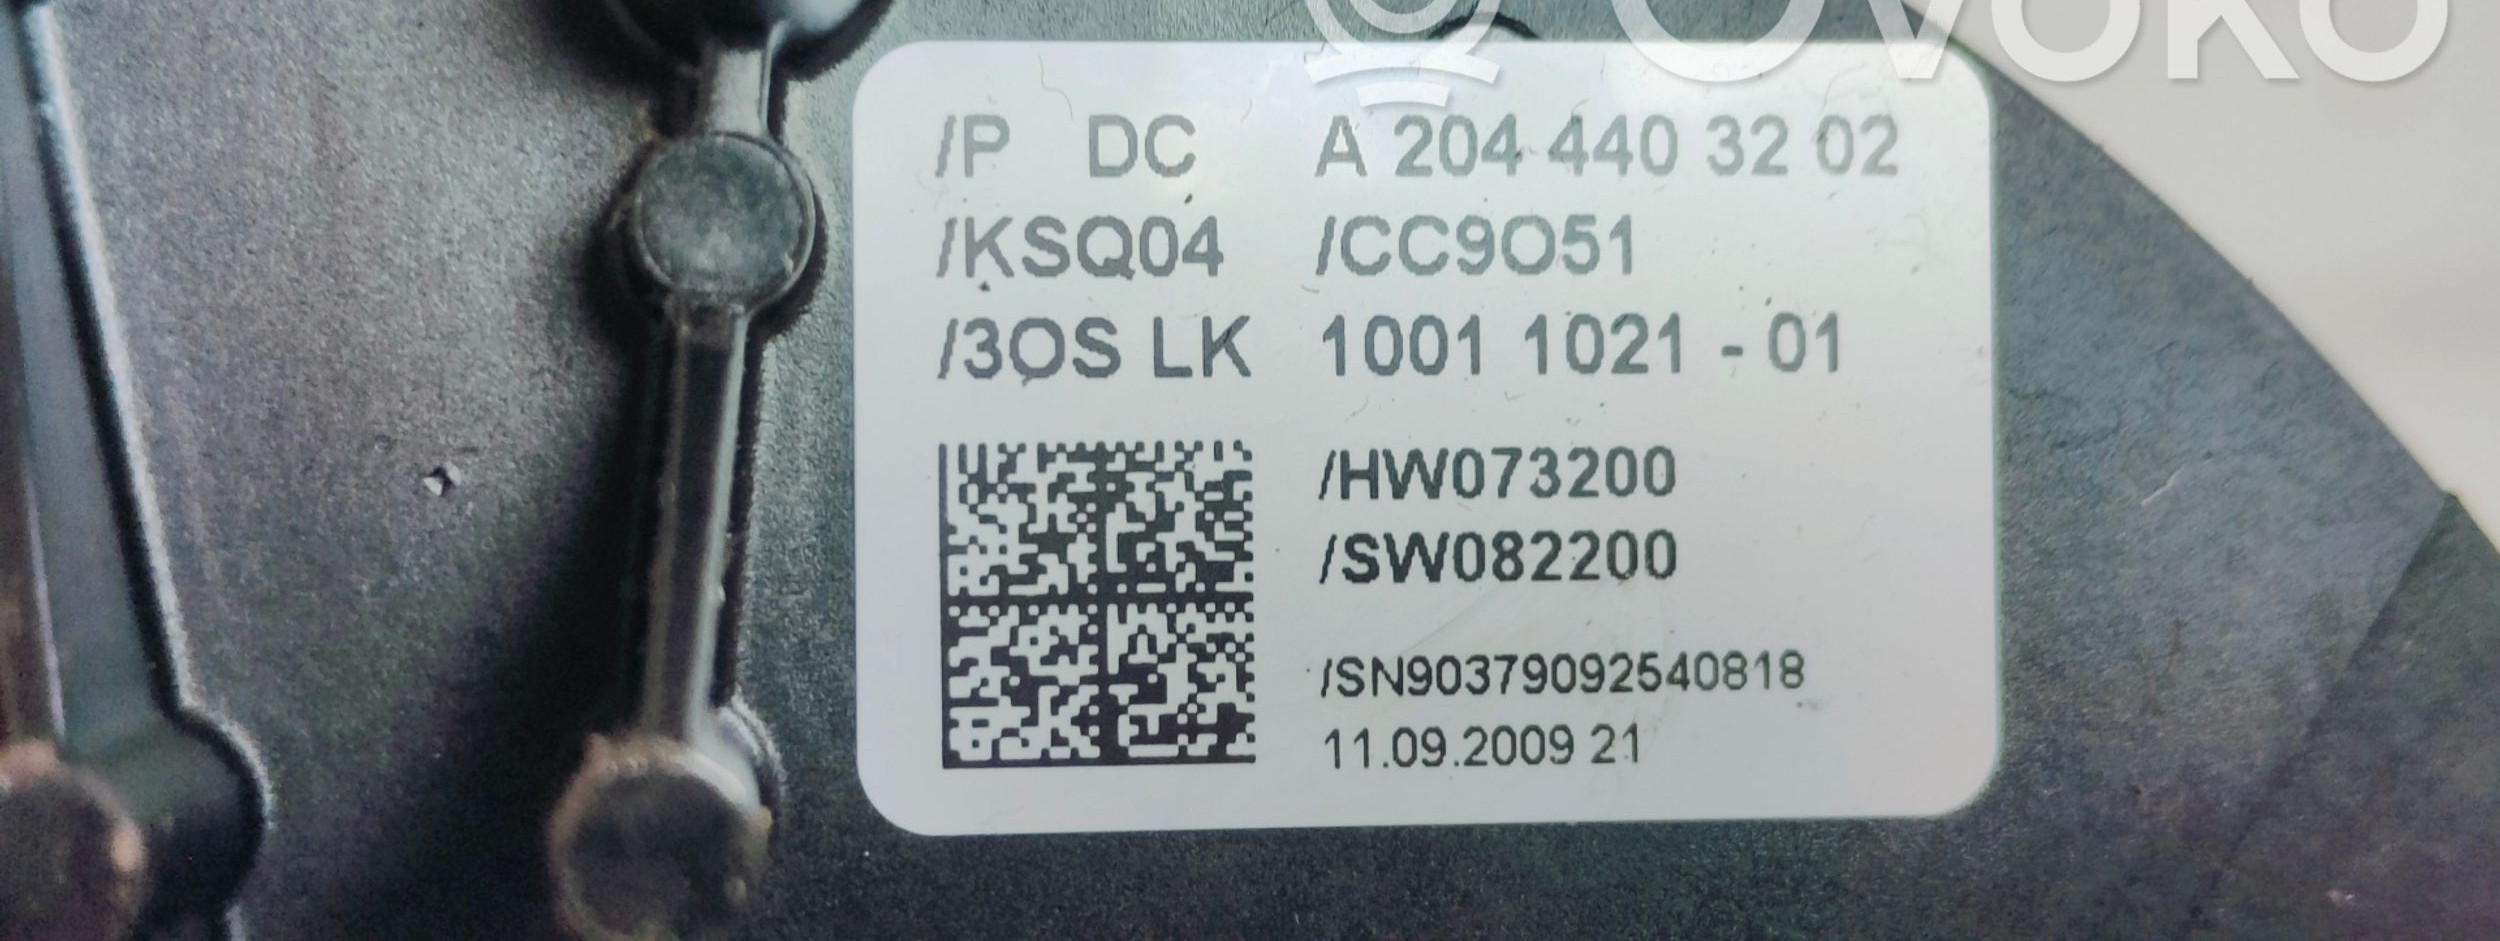 Ovoko
/P DC A 204 440 32 02
/KSQ04 /CC9O51
/3OS LK 1001 1021 - 01
/HW073200
/SW082200
/SN90379092540818
11.09.2009 21